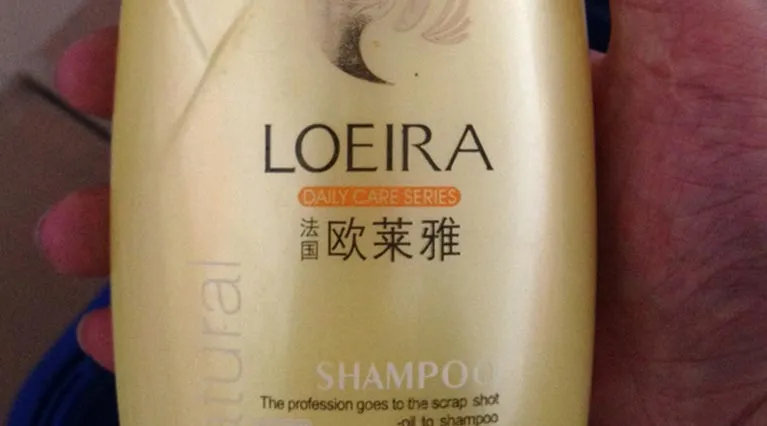 LOEIRA
DAILY CARE SERIES
法国 欧莱雅
SHAMPOO
The profession goes to the scrap shot
-oil to shampoo